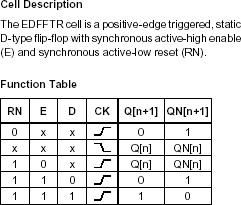 Cell Description
The EDFFTR cell is a positive-edge triggered, static
D-type flip-flop with synchronous active-high enable
(E) and synchronous active-low reset (RN).
Function Table
RN E D CK Q[n+1] QN[n+1]
0 x x 0 1
x x x Q[n] QN[n]
1 0 x Q[n] QN[n]
1 1 0 0 1
1 1 1 1 0